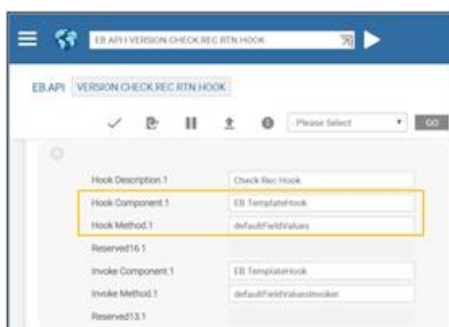 EB.API I VERSION.CHECK.REC.RTN.HOOK
EB.API VERSION.CHECK.REC.RTN.HOOK
- Please Select
GO
Hook Description.1 Check Rec Hook
Hook Component.1 EB.TemplateHook
Hook Method.1 defaultFieldValues
Reserved16.1
Invoke Component.1 EB.TemplateHook
Invoke Method.1 defaultFieldValuesInvoker
Reserved13.1